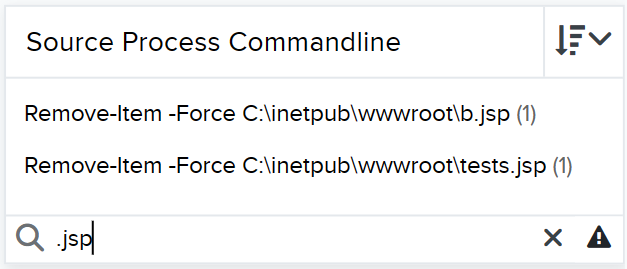 Source Process Commandline
Remove-Item -Force C:\inetpub\wwwroot\b.jsp (1)
Remove-Item -Force C:\inetpub\wwwroot\tests.jsp (1)
.jsp